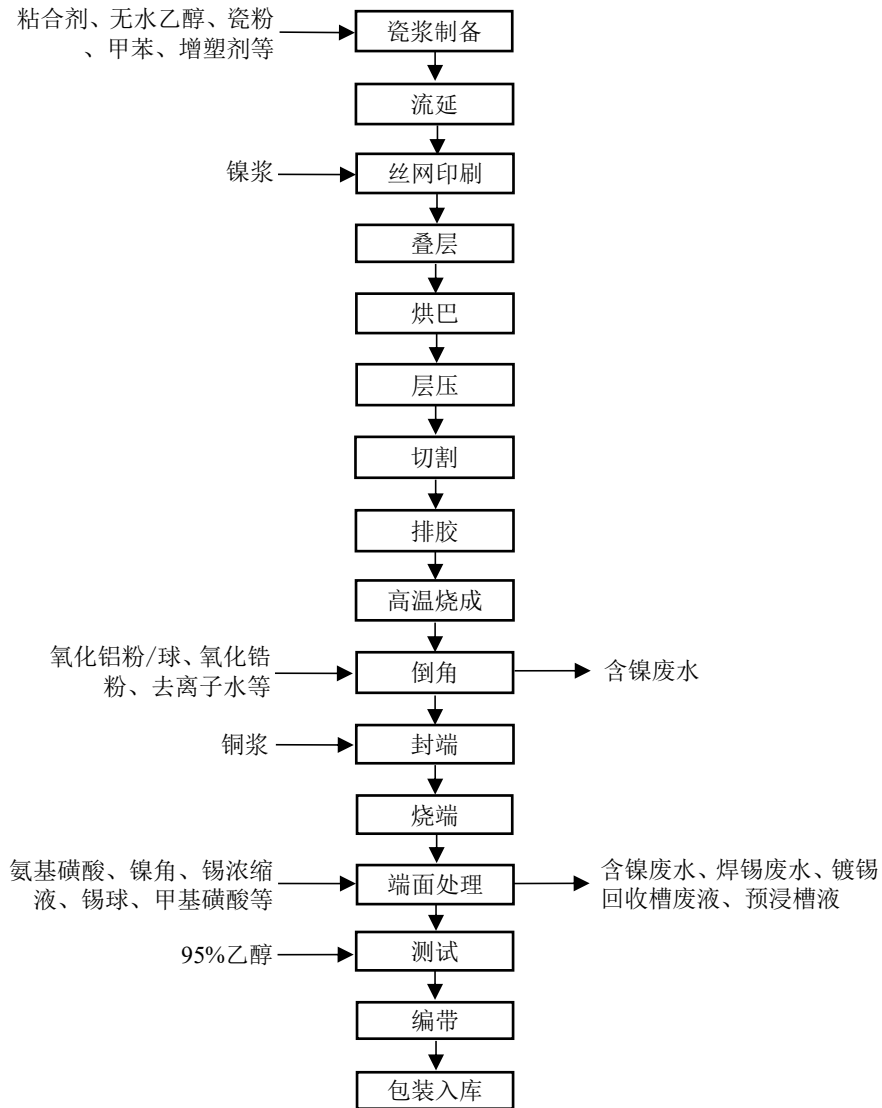 粘合剂、无水乙醇、瓷粉
、甲苯、增塑剂等
瓷浆制备
流延
镍浆
丝网印刷
叠层
烘巴
层压
切割
排胶
高温烧成
氧化铝粉/球、氧化锆
粉、去离子水等
倒角
含镍废水
铜浆
封端
烧端
氨基磺酸、镍角、锡浓缩
液、锡球、甲基磺酸等
端面处理
含镍废水、焊锡废水、镀锡
回收槽废液、预浸槽液
95%乙醇
测试
编带
包装入库